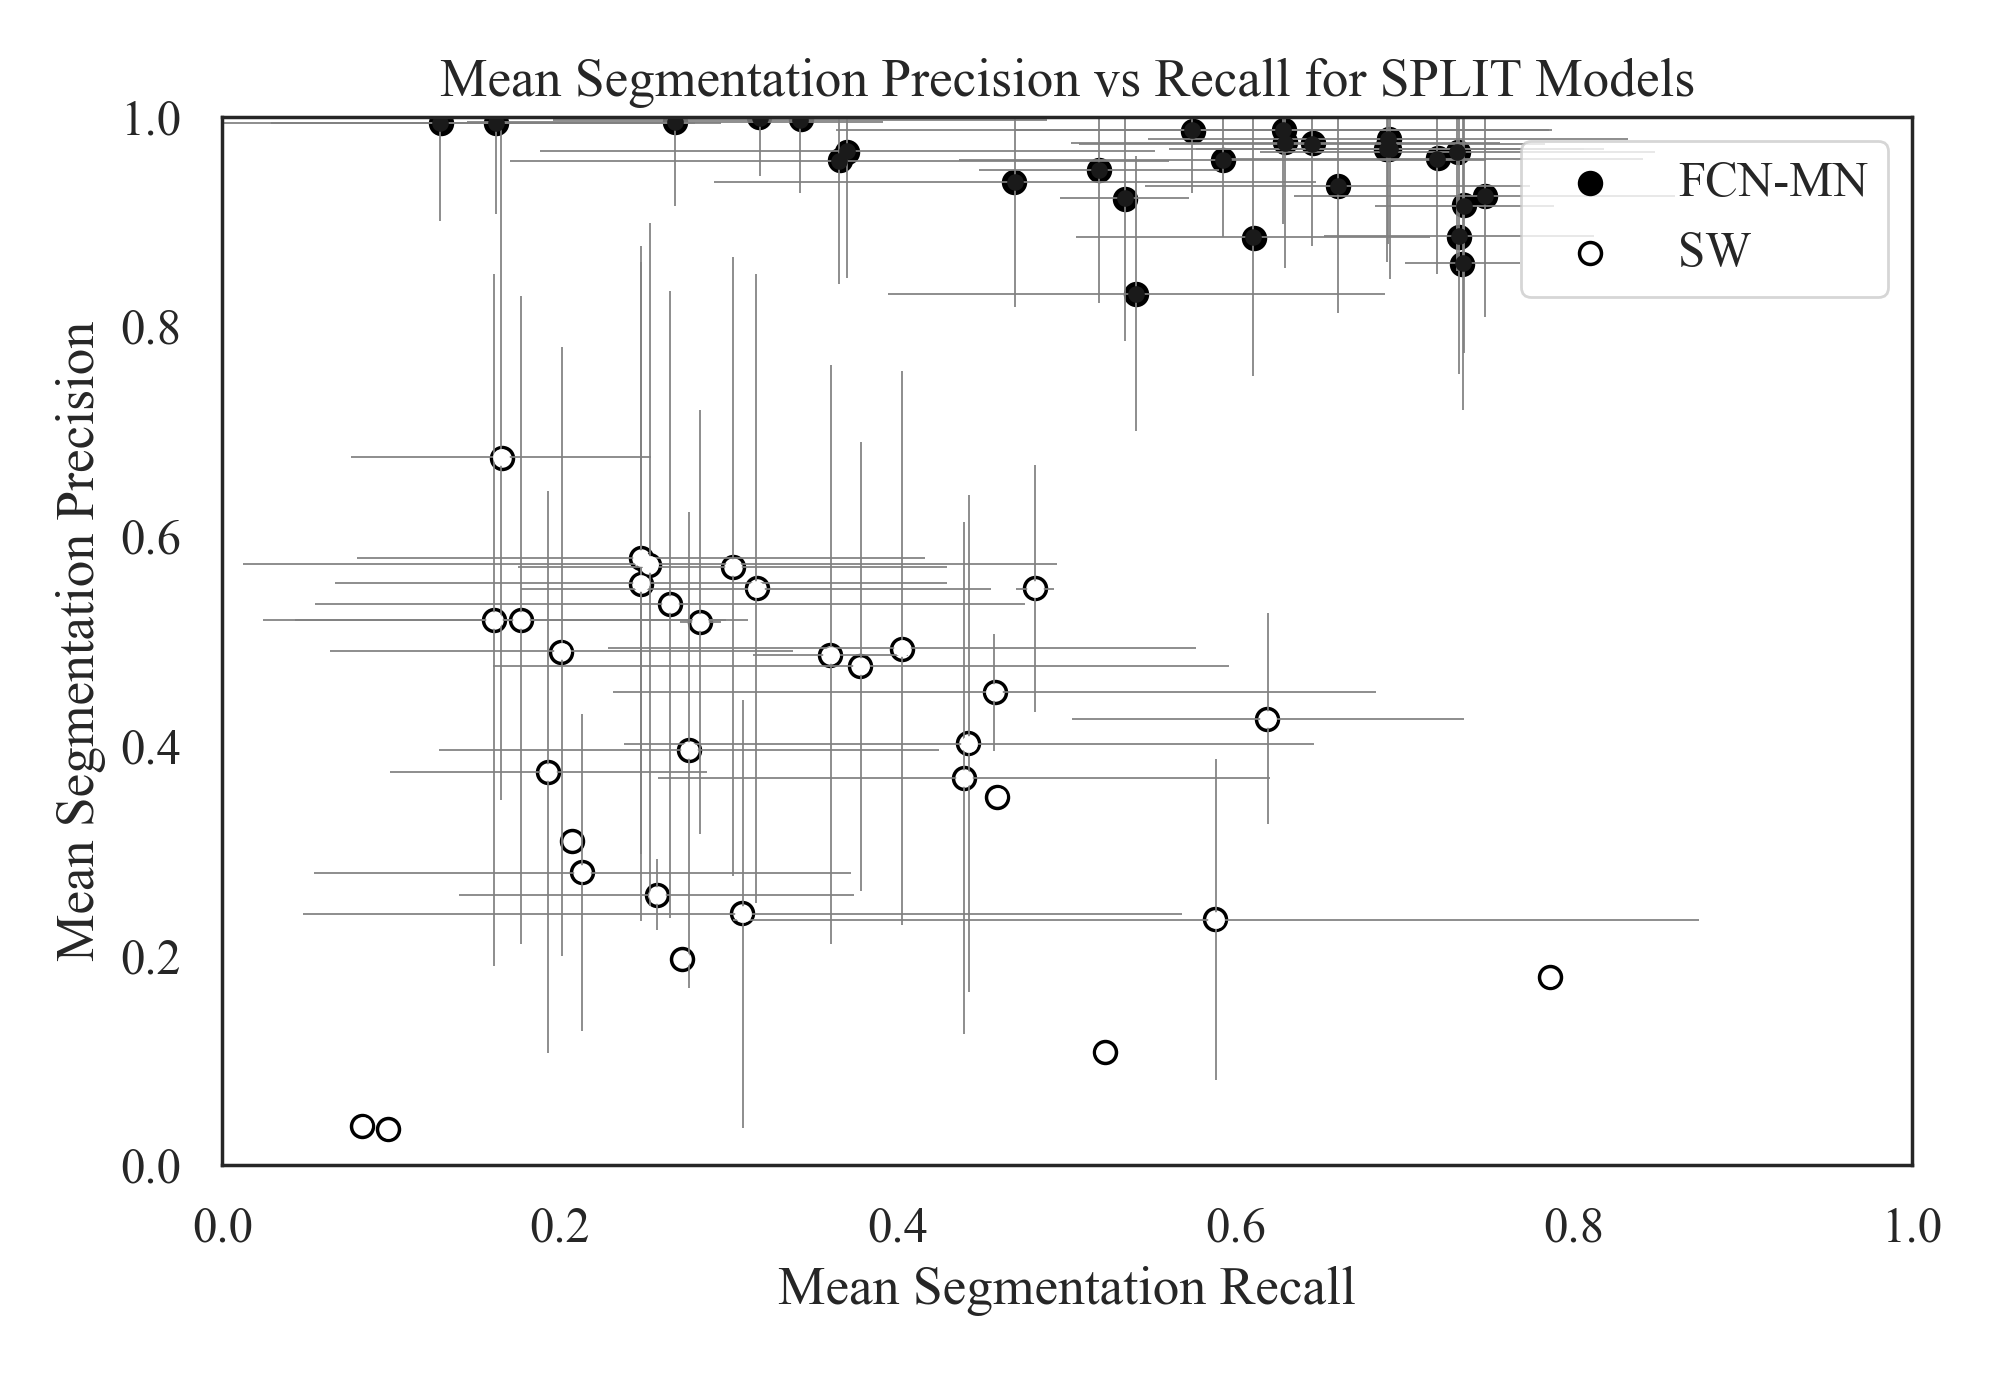 Mean Segmentation Precision vs Recall for SPLIT Models
1.0
0.8
0.6
0.4
0.2
0.0
Mean Segmentation Precision
FCN-MN
SW
0.0 0.2 0.4 0.6 0.8 1.0
Mean Segmentation Recall